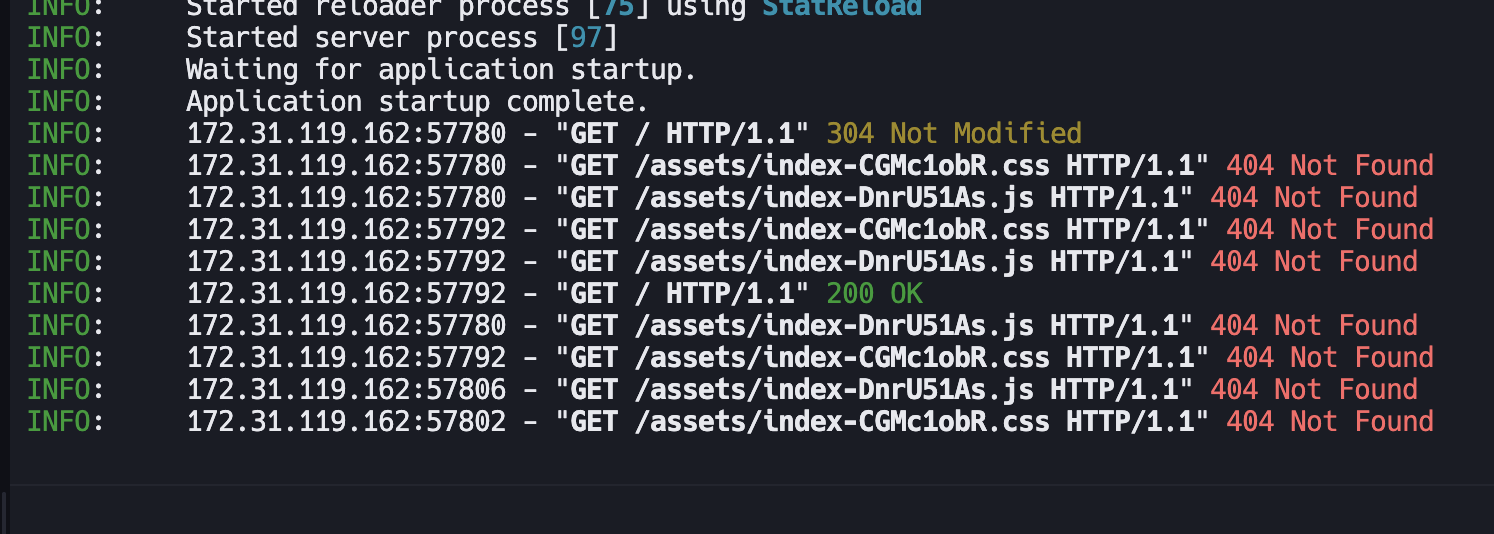 INFO:     Started reloader process [75] using StatReload
INFO:     Started server process [97]
INFO:     Waiting for application startup.
INFO:     Application startup complete.
INFO:     172.31.119.162:57780 - "GET / HTTP/1.1" 304 Not Modified
INFO:     172.31.119.162:57780 - "GET /assets/index-CGMc1obR.css HTTP/1.1" 404 Not Found
INFO:     172.31.119.162:57780 - "GET /assets/index-DnrU51As.js HTTP/1.1" 404 Not Found
INFO:     172.31.119.162:57792 - "GET /assets/index-CGMc1obR.css HTTP/1.1" 404 Not Found
INFO:     172.31.119.162:57792 - "GET /assets/index-DnrU51As.js HTTP/1.1" 404 Not Found
INFO:     172.31.119.162:57792 - "GET / HTTP/1.1" 200 OK
INFO:     172.31.119.162:57780 - "GET /assets/index-DnrU51As.js HTTP/1.1" 404 Not Found
INFO:     172.31.119.162:57792 - "GET /assets/index-CGMc1obR.css HTTP/1.1" 404 Not Found
INFO:     172.31.119.162:57806 - "GET /assets/index-DnrU51As.js HTTP/1.1" 404 Not Found
INFO:     172.31.119.162:57802 - "GET /assets/index-CGMc1obR.css HTTP/1.1" 404 Not Found